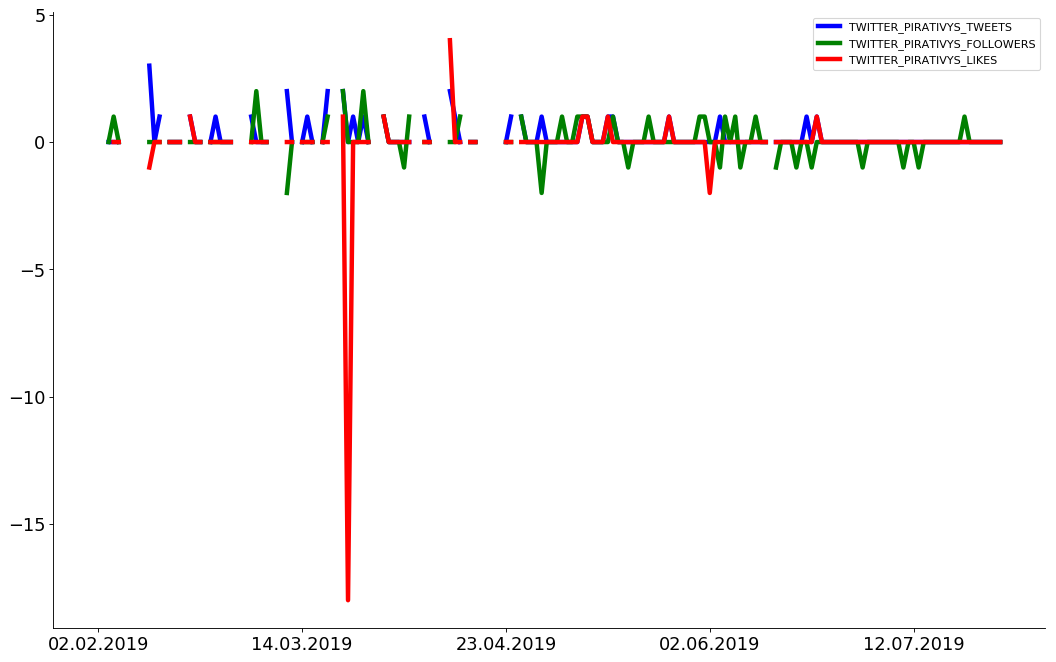 5
0
−5
−10
−15
02.02.2019 14.03.2019 23.04.2019 02.06.2019 12.07.2019
TWITTER_PIRATIVYS_TWEETS
TWITTER_PIRATIVYS_FOLLOWERS
TWITTER_PIRATIVYS_LIKES